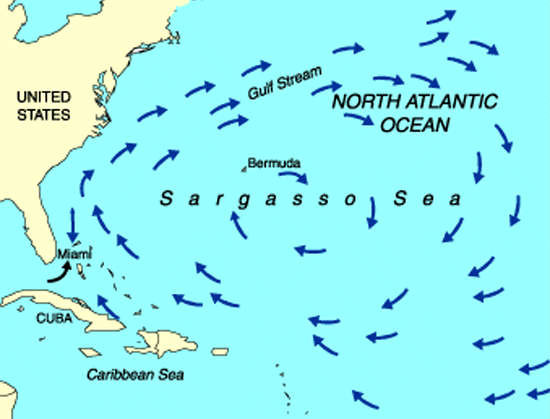 UNITED
STATES
Gulf Stream
NORTH ATLANTIC
OCEAN
Bermuda
Sargasso Sea
Miami
CUBA
Caribbean Sea